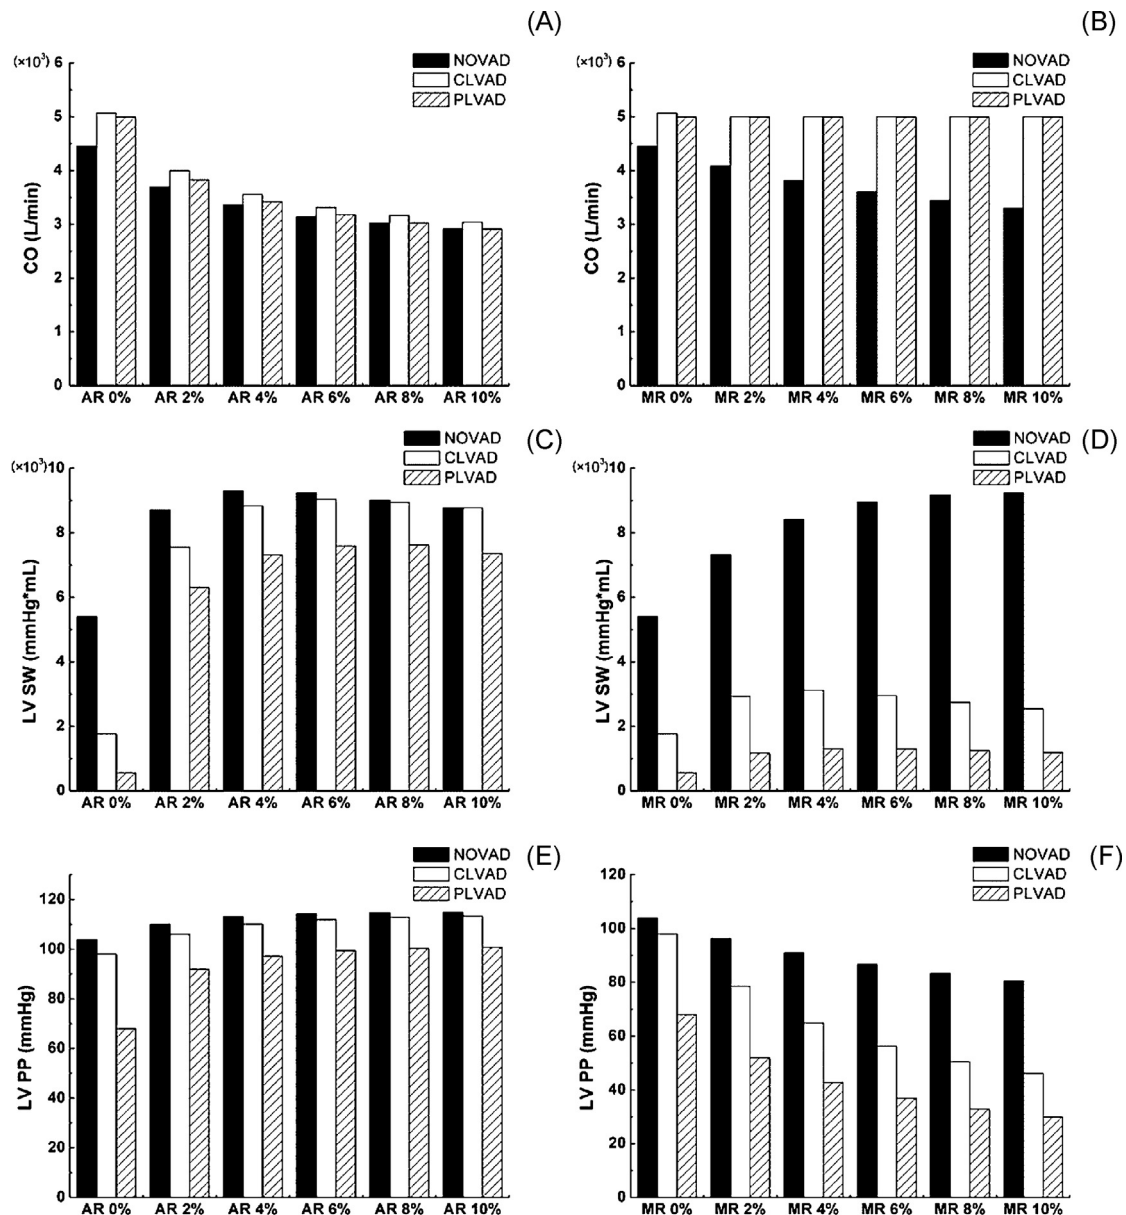 (A)
(×10³) 6
NOVAD
CLVAD
PLVAD
5
4
3
2
1
0
CO (L/min)
AR 0% AR 2% AR 4% AR 6% AR 8% AR 10%
(B)
(×10³) 6
NOVAD
CLVAD
PLVAD
5
4
3
2
1
0
CO (L/min)
MR 0% MR 2% MR 4% MR 6% MR 8% MR 10%
(C)
NOVAD
CLVAD
PLVAD
(×10³) 10
8
6
4
2
0
LV SW (mmHg*mL)
AR 0% AR 2% AR 4% AR 6% AR 8% AR 10%
(D)
NOVAD
CLVAD
PLVAD
(×10³) 10
8
6
4
2
0
LV SW (mmHg*mL)
MR 0% MR 2% MR 4% MR 6% MR 8% MR 10%
(E)
NOVAD
CLVAD
PLVAD
120
100
80
60
40
20
0
LV PP (mmHg)
AR 0% AR 2% AR 4% AR 6% AR 8% AR 10%
(F)
NOVAD
CLVAD
PLVAD
120
100
80
60
40
20
0
LV PP (mmHg)
MR 0% MR 2% MR 4% MR 6% MR 8% MR 10%